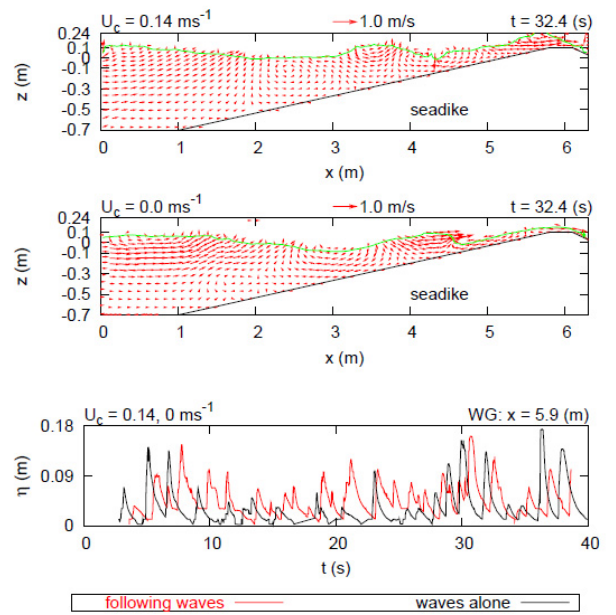 U_c = 0.14 ms^-1 1.0 m/s t = 32.4 (s)
0.24
0.1
0
-0.1
-0.3
-0.5
-0.7
z (m)
seadike
0 1 2 3 4 5 6
x (m)
U_c = 0.0 ms^-1 1.0 m/s t = 32.4 (s)
0.24
0.1
0
-0.1
-0.3
-0.5
-0.7
z (m)
seadike
0 1 2 3 4 5 6
x (m)
U_c = 0.14, 0 ms^-1 WG: x = 5.9 (m)
0.18
0.09
0
η (m)
0 10 20 30 40
t (s)
following waves waves alone